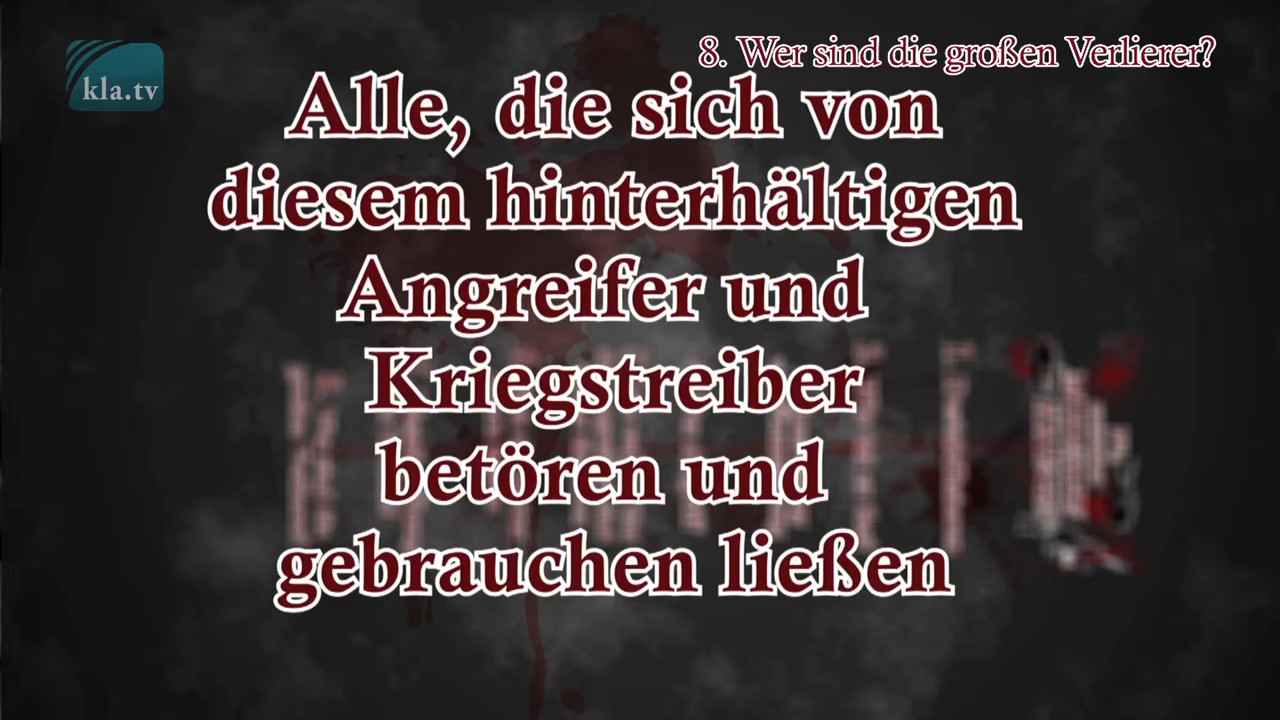 8. Wer sind die großen Verlierer?
kla.tv
Alle, die sich von
diesem hinterhältigen
Angreifer und
Kriegstreiber
betören und
gebrauchen ließen